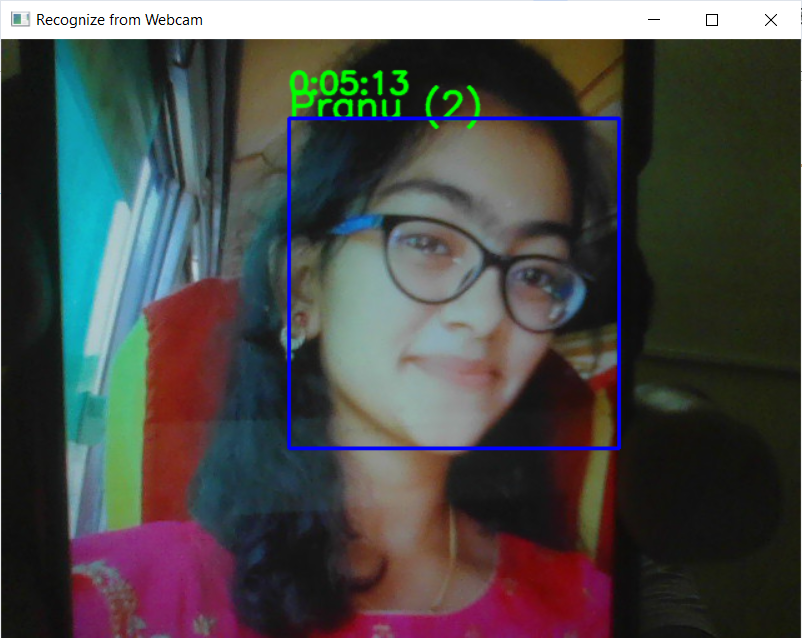 Recognize from Webcam
0:05:13
Pranu (2)